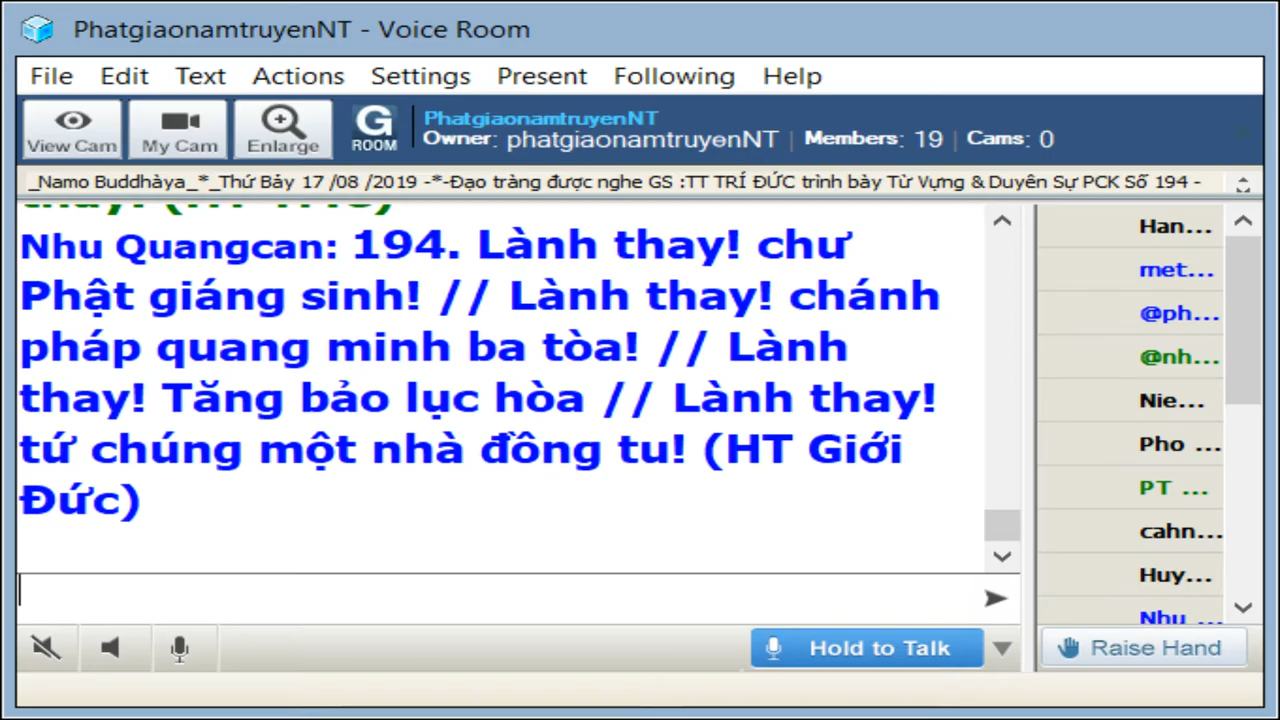 PhatgiaonamtruyenNT - Voice Room
File Edit Text Actions Settings Present Following Help
View Cam My Cam Enlarge G ROOM
PhatgiaonamtruyenNT
Owner: phatgiaonamtruyenNT | Members: 19 | Cams: 0
_Namo Buddhàya_*_Thứ Bảy 17 /08 /2019 -*-Đạo tràng được nghe GS :TT TRÍ ĐỨC trình bày Từ Vựng & Duyên Sự PCK Số 194 -
Nhu Quangcan: 194. Lành thay! chư
Phật giáng sinh! // Lành thay! chánh
pháp quang minh ba tòa! // Lành
thay! Tăng bảo lục hòa // Lành thay!
tứ chúng một nhà đồng tu! (HT Giới
Đức)
Han...
met...
@ph...
@nh...
Nie...
Pho ...
PT ...
cahn...
Huy...
Nhu ...
Hold to Talk
Raise Hand